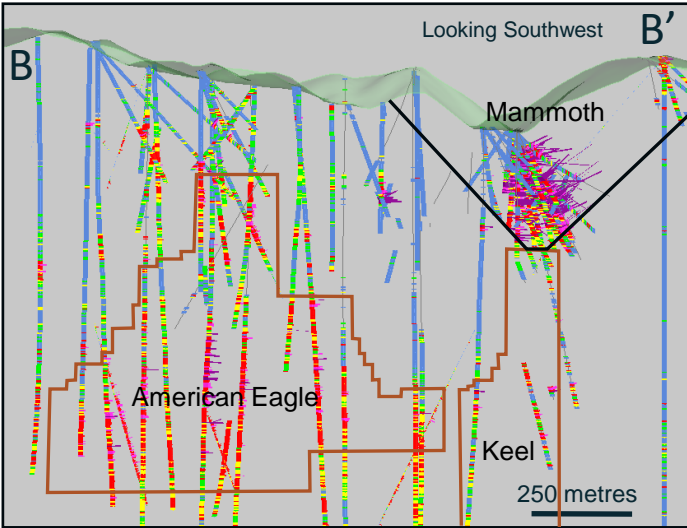 Looking Southwest
B
B’
Mammoth
American Eagle
Keel
250 metres